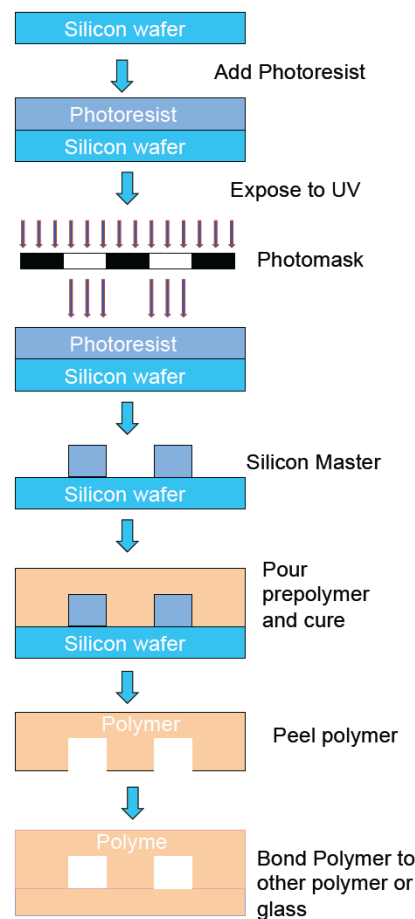 Silicon wafer
Add Photoresist
Photoresist
Silicon wafer
Expose to UV
Photomask
Photoresist
Silicon wafer
Silicon Master
Silicon wafer
Pour
prepolymer
and cure
Silicon wafer
Polymer
Peel polymer
Polyme
Bond Polymer to
other polymer or
glass